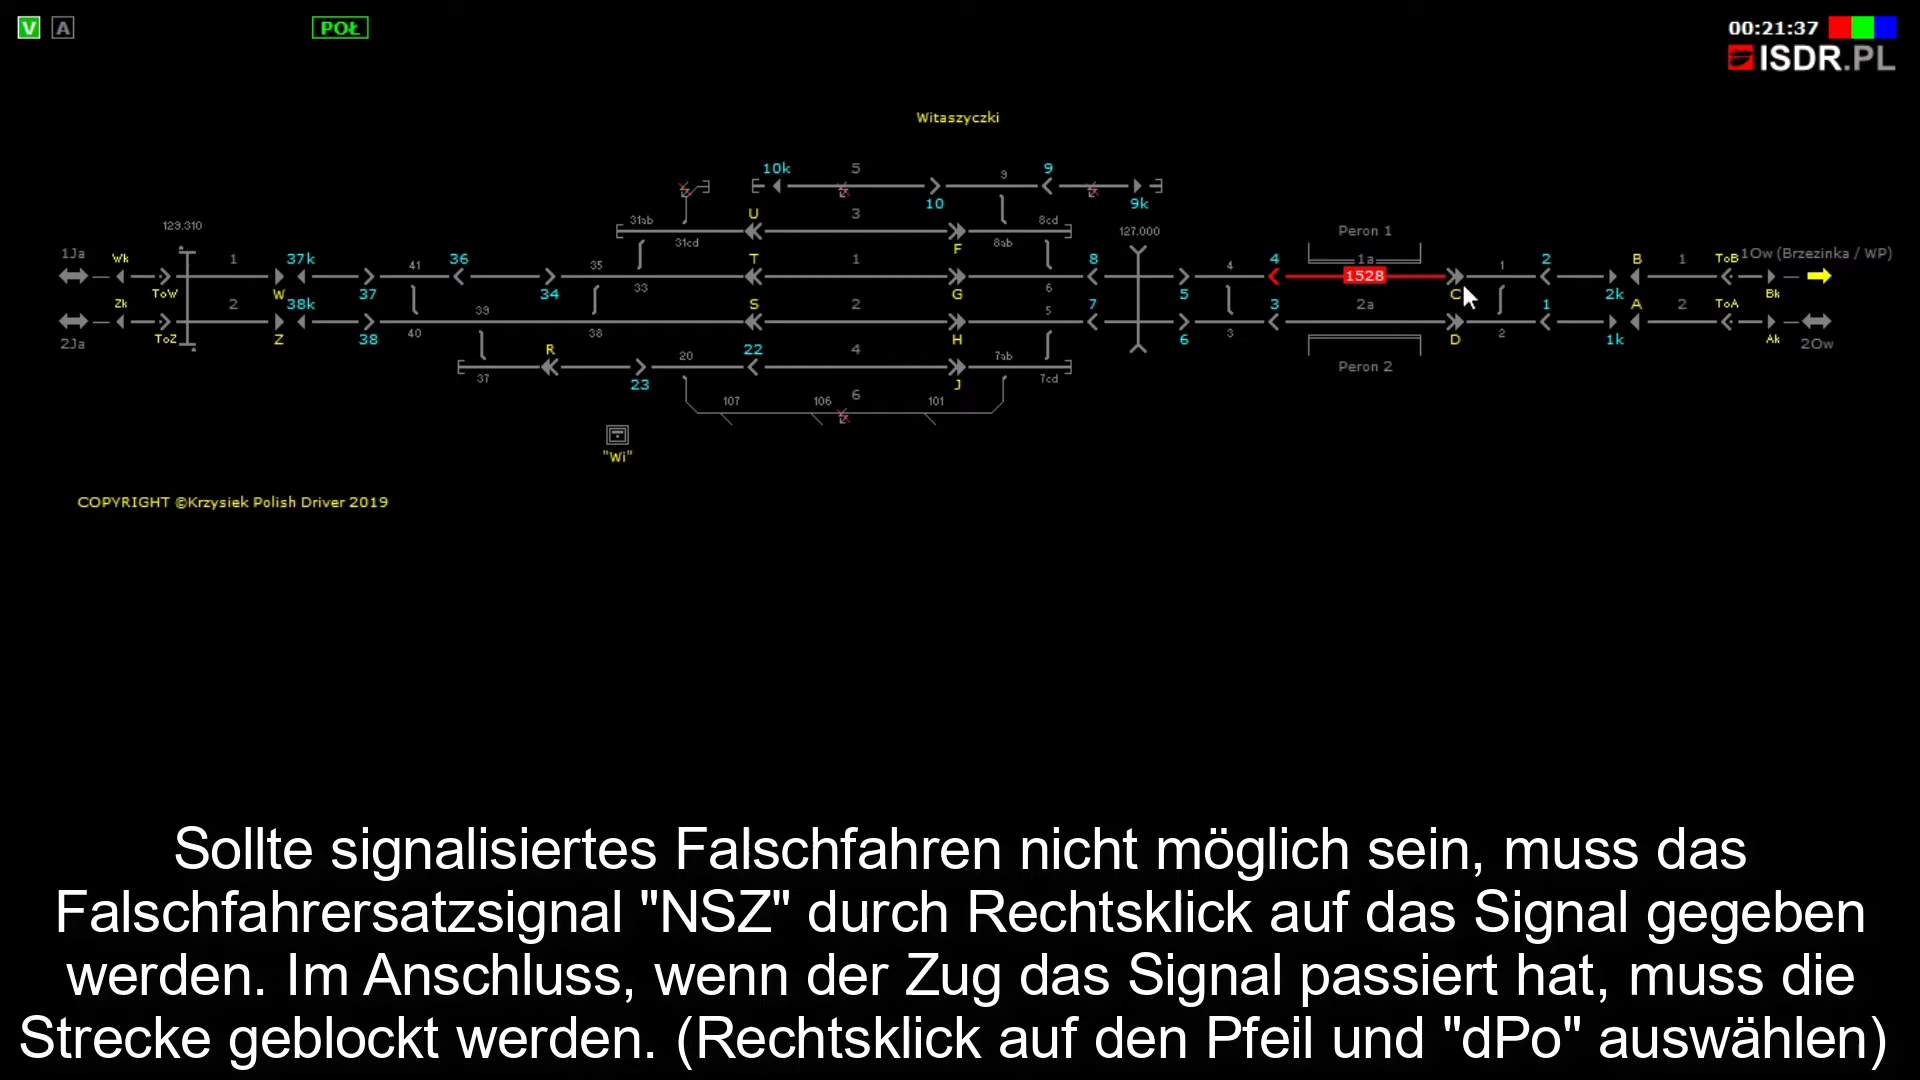 V A POŁ 00:21:37
ISDR.PL
Witaszyczki
10k 5 9 9
10 9k
U 3 31ab 8cd
129.310 31cd F 8ab 127.000 Peron 1
1Ja Wk 1 37k 41 36 35 T 1 8 4 4 1a 1 2 B 1 ToB 1Ow (Brzezinka / WP)
1528
ToW W 37 34 33 G 6 5 C 2k Bk
Zk 2 38k 39 S 2 5 7 3 2a 1 A 2 ToA
2Ja ToZ Z 38 40 38 H 6 3 D 2 1k Ak 2Ow
R 20 22 4 7ab Peron 2
37 23 J 7cd
107 106 6 101
"Wi"
COPYRIGHT ©Krzysiek Polish Driver 2019
Sollte signalisiertes Falschfahren nicht möglich sein, muss das
Falschfahrersatzsignal "NSZ" durch Rechtsklick auf das Signal gegeben
werden. Im Anschluss, wenn der Zug das Signal passiert hat, muss die
Strecke geblockt werden. (Rechtsklick auf den Pfeil und "dPo" auswählen)